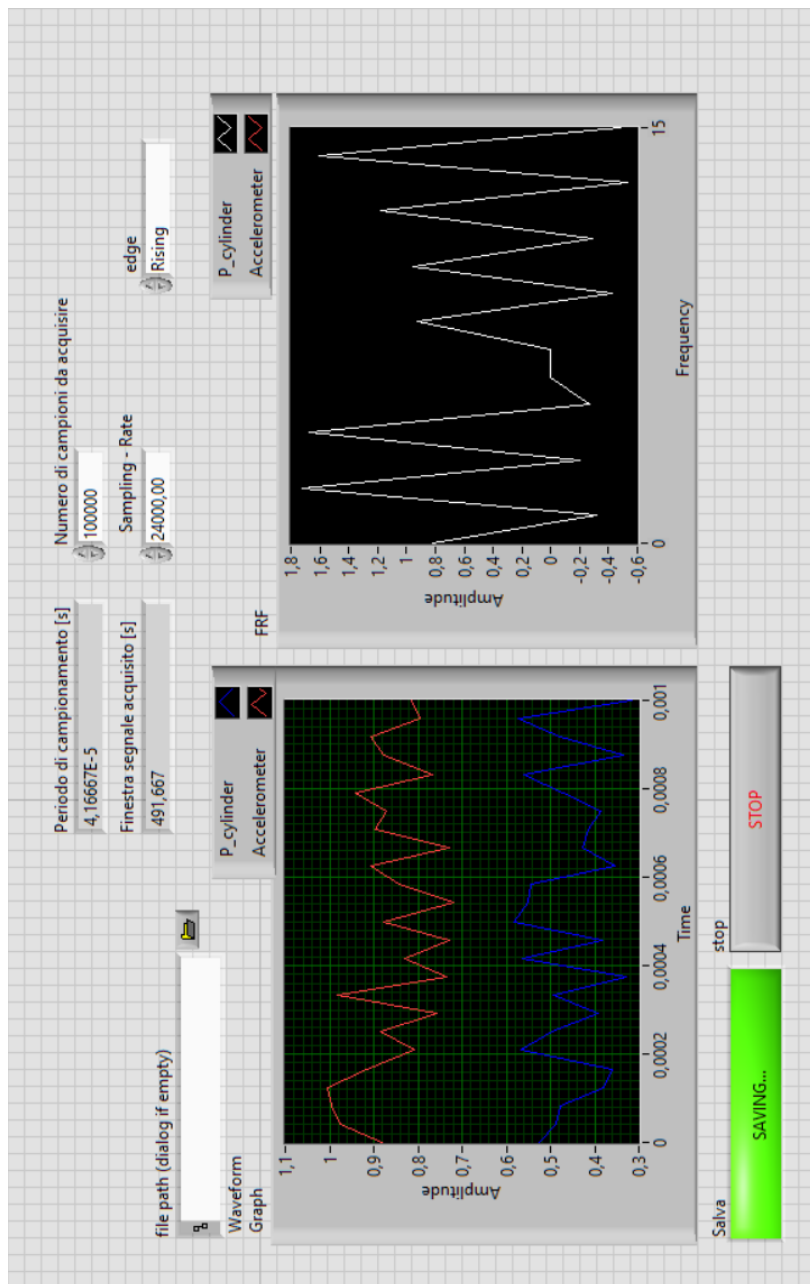 file path (dialog if empty)
Periodo di campionamento [s]
4,16667E-5
Numero di campioni da acquisire
100000
Finestra segnale acquisito [s]
491,667
Sampling - Rate
24000,00
edge
Rising
Waveform
Graph
P_cylinder
Accelerometer
Amplitude
1,1
1
0,9
0,8
0,7
0,6
0,5
0,4
0,3
0
0,0002
0,0004
0,0006
0,0008
0,001
Time
FRF
P_cylinder
Accelerometer
Amplitude
1,8
1,6
1,4
1,2
1
0,8
0,6
0,4
0,2
0
-0,2
-0,4
-0,6
0
15
Frequency
Salva
SAVING...
stop
STOP